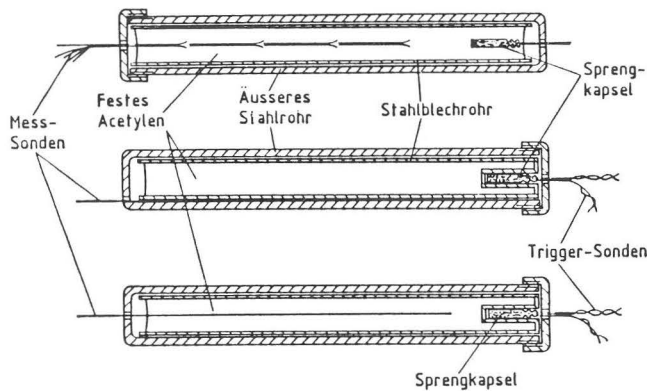 Spreng-
kapsel
Festes
Acetylen
Äusseres
Stahlrohr
Stahlblechrohr
Mess-
Sonden
Trigger-Sonden
Sprengkapsel